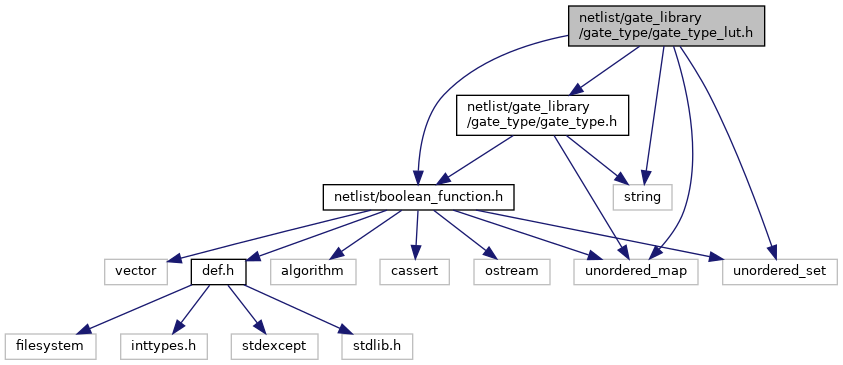 netlist/gate_library
/gate_type/gate_type_lut.h
netlist/gate_library
/gate_type/gate_type.h
netlist/boolean_function.h
string
vector
def.h
algorithm
cassert
ostream
unordered_map
unordered_set
filesystem
inttypes.h
stdexcept
stdlib.h